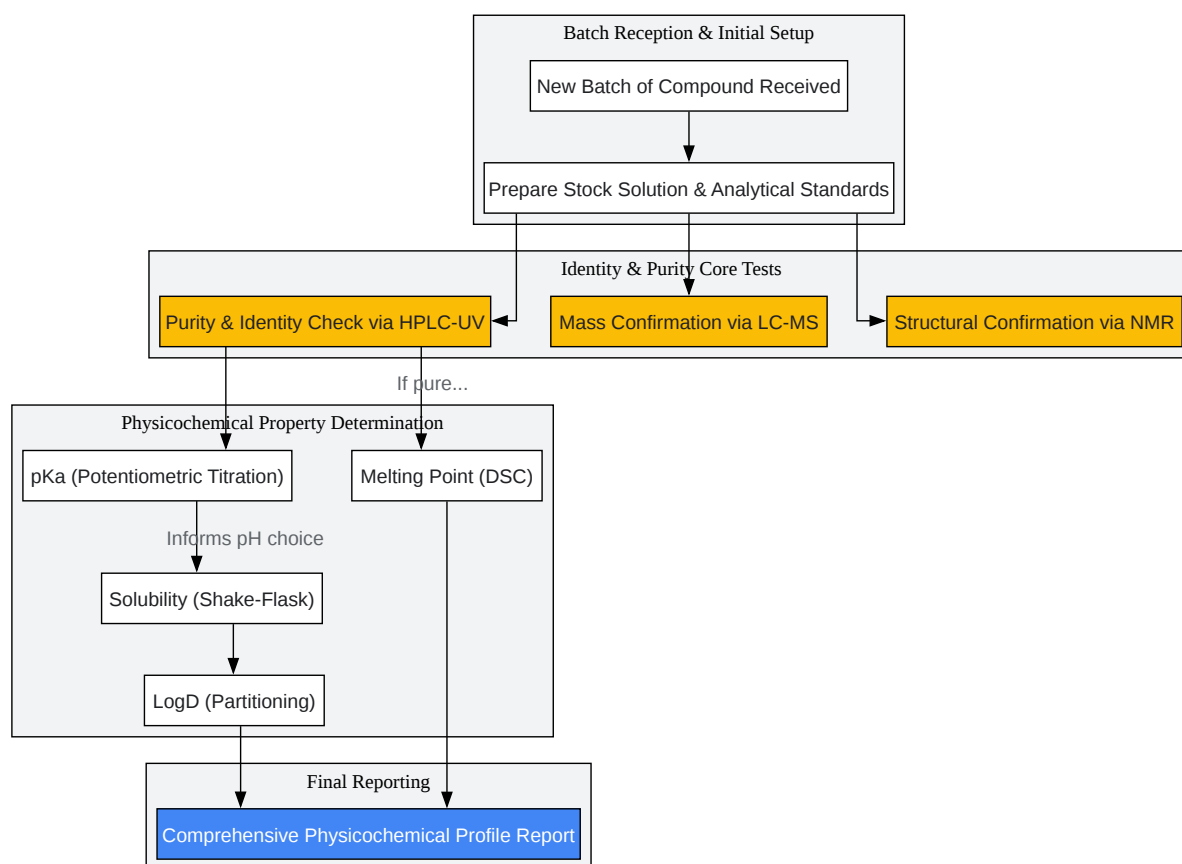 Batch Reception & Initial Setup
New Batch of Compound Received
Prepare Stock Solution & Analytical Standards
Identity & Purity Core Tests
Purity & Identity Check via HPLC-UV
Mass Confirmation via LC-MS
Structural Confirmation via NMR
If pure...
Physicochemical Property Determination
pKa (Potentiometric Titration)
Melting Point (DSC)
Informs pH choice
Solubility (Shake-Flask)
LogD (Partitioning)
Final Reporting
Comprehensive Physicochemical Profile Report